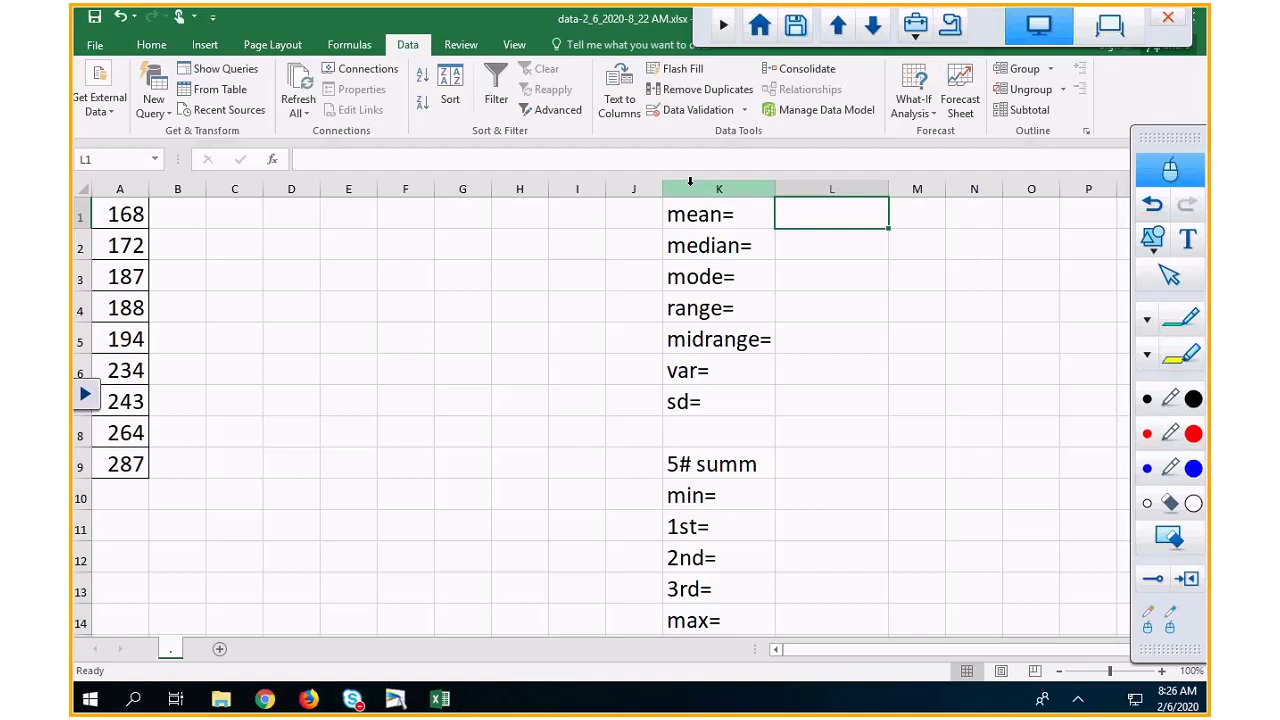 data-2_6_2020-8_22 AM.xlsx -
File Home Insert Page Layout Formulas Data Review View Tell me what you want to
Get External Data
New Query
Show Queries
From Table
Recent Sources
Get & Transform
Refresh All
Connections
Properties
Edit Links
Connections
Sort
Filter
Clear
Reapply
Advanced
Sort & Filter
Text to Columns
Flash Fill
Remove Duplicates
Data Validation
Consolidate
Relationships
Manage Data Model
Data Tools
What-If Analysis
Forecast Sheet
Forecast
Group
Ungroup
Subtotal
Outline
L1 fx
A B C D E F G H I J K L M N O P
1 168 mean=
2 172 median=
3 187 mode=
4 188 range=
5 194 midrange=
6 234 var=
243 sd=
8 264
9 287 5# summ
10 min=
11 1st=
12 2nd=
13 3rd=
14 max=
.
Ready 100%
8:26 AM
2/6/2020
T